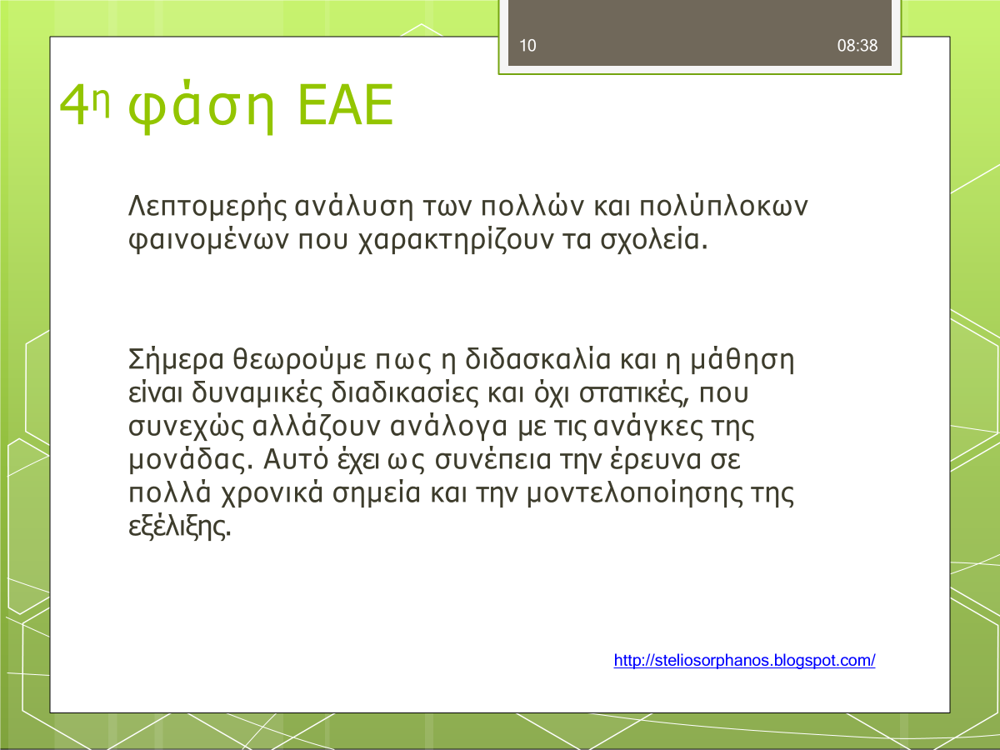 10 08:38
4η φάση ΕΑΕ
Λεπτομερής ανάλυση των πολλών και πολύπλοκων
φαινομένων που χαρακτηρίζουν τα σχολεία.
Σήμερα θεωρούμε πως η διδασκαλία και η μάθηση
είναι δυναμικές διαδικασίες και όχι στατικές, που
συνεχώς αλλάζουν ανάλογα με τις ανάγκες της
μονάδας. Αυτό έχει ως συνέπεια την έρευνα σε
πολλά χρονικά σημεία και την μοντελοποίησης της
εξέλιξης.
http://steliosorphanos.blogspot.com/